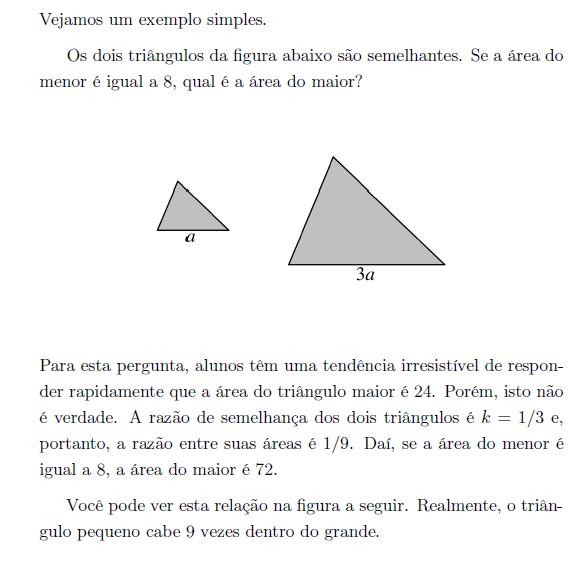 Vejamos um exemplo simples.
Os dois triângulos da figura abaixo são semelhantes. Se a área do
menor é igual a 8, qual é a área do maior?
a
3a
Para esta pergunta, alunos têm uma tendência irresistível de respon-
der rapidamente que a área do triângulo maior é 24. Porém, isto não
é verdade. A razão de semelhança dos dois triângulos é k = 1/3 e,
portanto, a razão entre suas áreas é 1/9. Daí, se a área do menor é
igual a 8, a área do maior é 72.
Você pode ver esta relação na figura a seguir. Realmente, o triân-
gulo pequeno cabe 9 vezes dentro do grande.